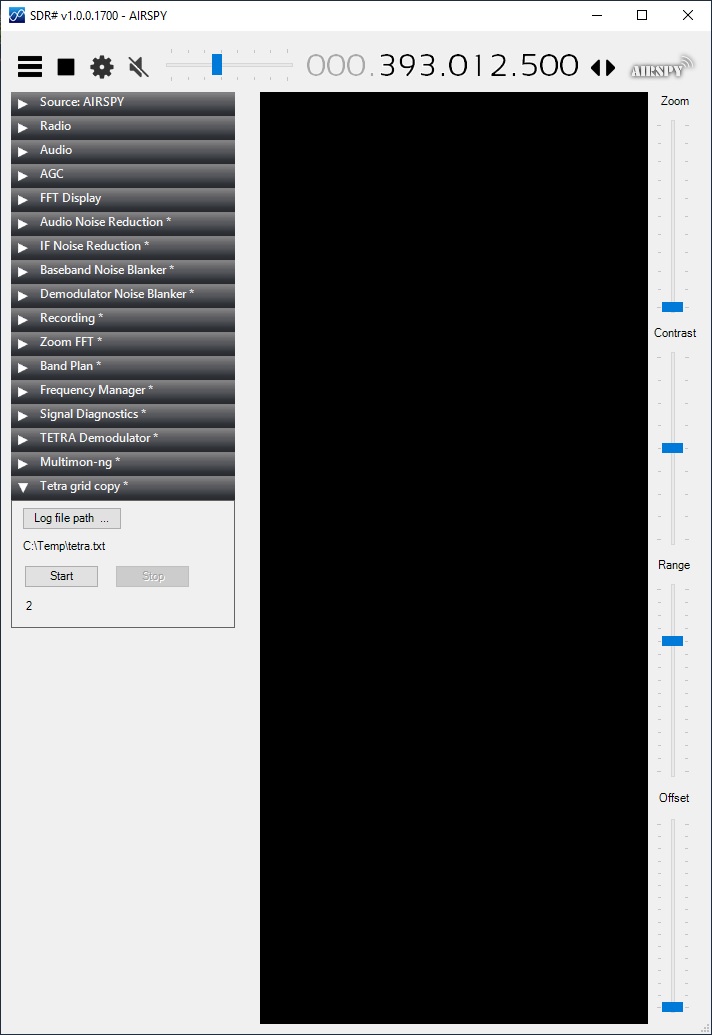 SDR# v1.0.0.1700 - AIRSPY
000.393.012.500
AIRSPY
Source: AIRSPY
Radio
Audio
AGC
FFT Display
Audio Noise Reduction *
IF Noise Reduction *
Baseband Noise Blanker *
Demodulator Noise Blanker *
Recording *
Zoom FFT *
Band Plan *
Frequency Manager *
Signal Diagnostics *
TETRA Demodulator *
Multimon-ng *
Tetra grid copy *
Log file path ...
C:\Temp\tetra.txt
Start Stop
2
Zoom
Contrast
Range
Offset